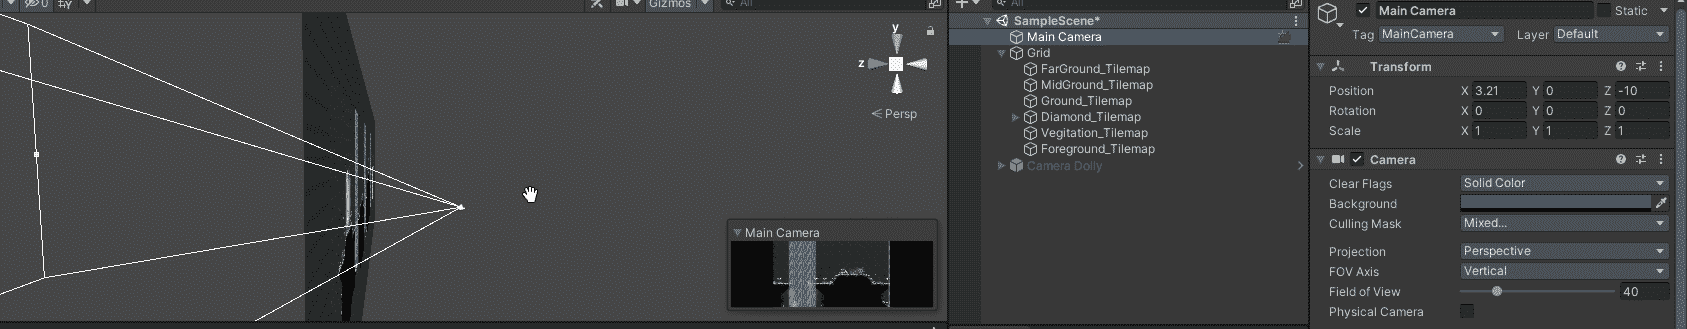 0
Gizmos
All
y
z
Persp
Main Camera
All
SampleScene*
Main Camera
Grid
FarGround_Tilemap
MidGround_Tilemap
Ground_Tilemap
Diamond_Tilemap
Vegitation_Tilemap
Foreground_Tilemap
Camera Dolly
Main Camera Static
Tag MainCamera Layer Default
Transform
Position X 3.21 Y 0 Z -10
Rotation X 0 Y 0 Z 0
Scale X 1 Y 1 Z 1
Camera
Clear Flags Solid Color
Background
Culling Mask Mixed...
Projection Perspective
FOV Axis Vertical
Field of View 40
Physical Camera